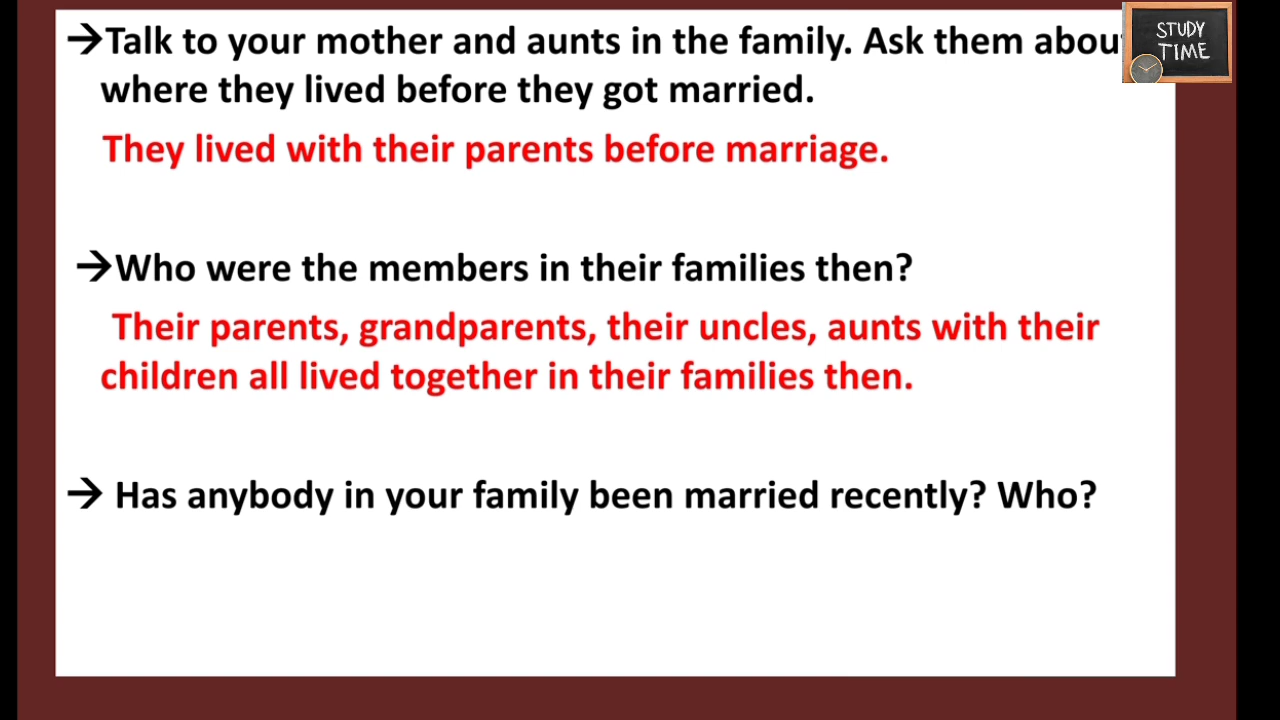 →Talk to your mother and aunts in the family. Ask them abou
where they lived before they got married.
They lived with their parents before marriage.
→Who were the members in their families then?
Their parents, grandparents, their uncles, aunts with their
children all lived together in their families then.
→ Has anybody in your family been married recently? Who?
STUDY
TIME